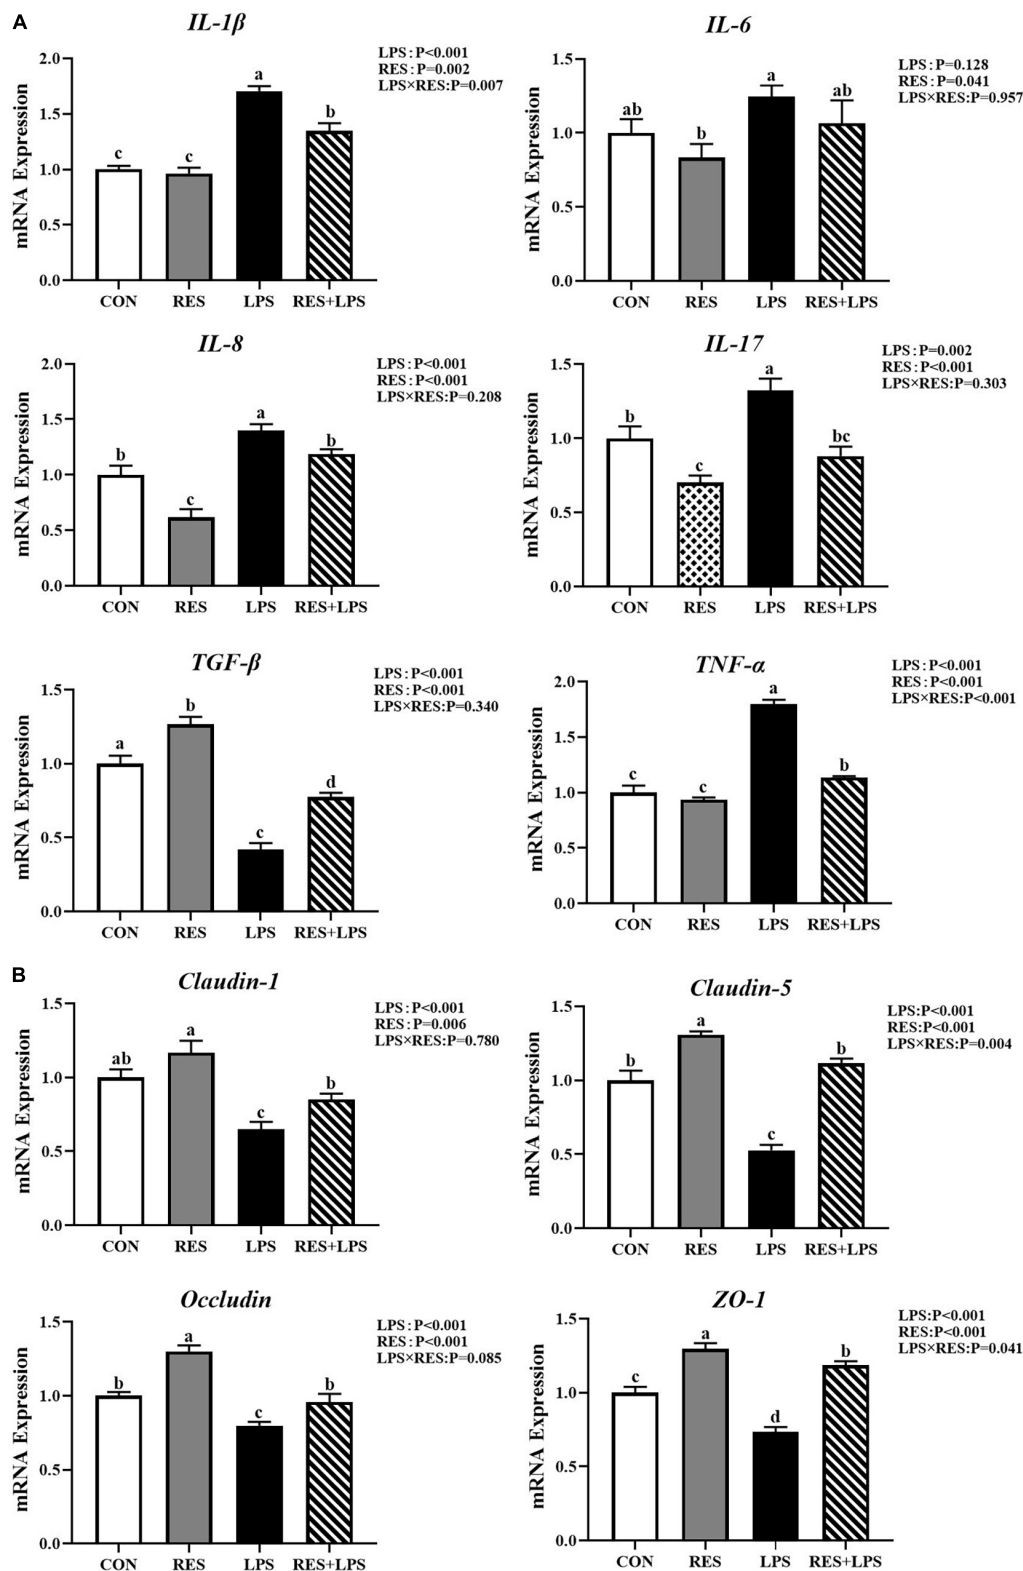 A
IL-1β
LPS:P<0.001
RES:P=0.002
LPS×RES:P=0.007
mRNA Expression
2.0
1.5
1.0
0.5
0.0
c
c
a
b
CON RES LPS RES+LPS
IL-6
LPS:P=0.128
RES:P=0.041
LPS×RES:P=0.957
mRNA Expression
1.5
1.0
0.5
0.0
ab
b
a
ab
CON RES LPS RES+LPS
IL-8
LPS:P<0.001
RES:P<0.001
LPS×RES:P=0.208
mRNA Expression
2.0
1.5
1.0
0.5
0.0
b
c
a
b
CON RES LPS RES+LPS
IL-17
LPS:P=0.002
RES:P<0.001
LPS×RES:P=0.303
mRNA Expression
1.5
1.0
0.5
0.0
b
c
a
bc
CON RES LPS RES+LPS
TGF-β
LPS:P<0.001
RES:P<0.001
LPS×RES:P=0.340
mRNA Expression
1.5
1.0
0.5
0.0
a
b
c
d
CON RES LPS RES+LPS
TNF-α
LPS:P<0.001
RES:P<0.001
LPS×RES:P<0.001
mRNA Expression
2.0
1.5
1.0
0.5
0.0
c
c
a
b
CON RES LPS RES+LPS
B
Claudin-1
LPS:P<0.001
RES:P=0.006
LPS×RES:P=0.780
mRNA Expression
1.5
1.0
0.5
0.0
ab
a
c
b
CON RES LPS RES+LPS
Claudin-5
LPS:P<0.001
RES:P<0.001
LPS×RES:P=0.004
mRNA Expression
1.5
1.0
0.5
0.0
b
a
c
b
CON RES LPS RES+LPS
Occludin
LPS:P<0.001
RES:P<0.001
LPS×RES:P=0.085
mRNA Expression
1.5
1.0
0.5
0.0
b
a
c
b
CON RES LPS RES+LPS
ZO-1
LPS:P<0.001
RES:P<0.001
LPS×RES:P=0.041
mRNA Expression
1.5
1.0
0.5
0.0
c
a
d
b
CON RES LPS RES+LPS